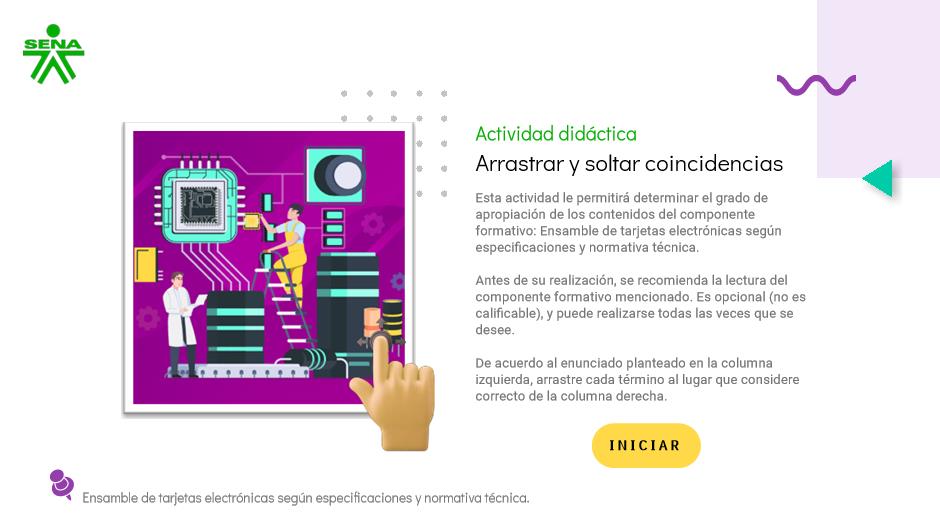 SENA
Actividad didáctica
Arrastrar y soltar coincidencias
Esta actividad le permitirá determinar el grado de
apropiación de los contenidos del componente
formativo: Ensamble de tarjetas electrónicas según
especificaciones y normativa técnica.
Antes de su realización, se recomienda la lectura del
componente formativo mencionado. Es opcional (no es
calificable), y puede realizarse todas las veces que se
desee.
De acuerdo al enunciado planteado en la columna
izquierda, arrastre cada término al lugar que considere
correcto de la columna derecha.
INICIAR
Ensamble de tarjetas electrónicas según especificaciones y normativa técnica.